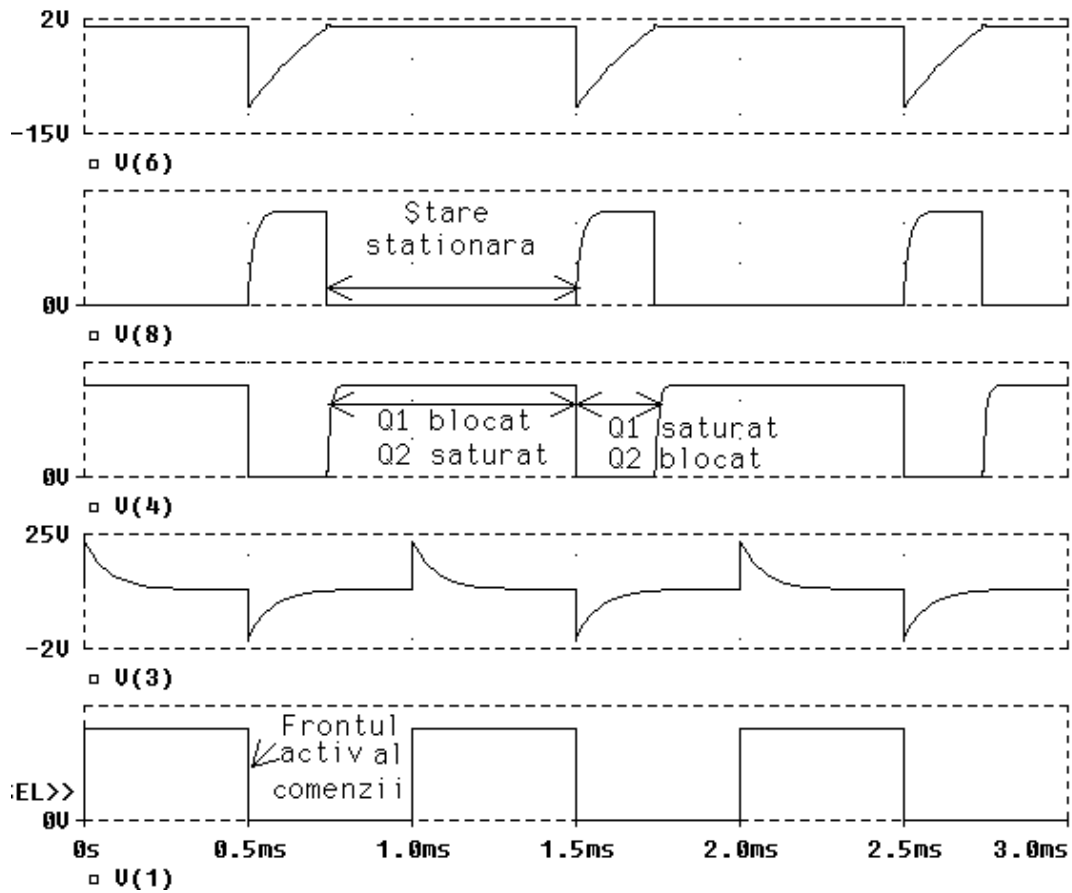 2V
-15V
▫ V(6)
Stare
stationara
0V
▫ V(8)
Q1 blocat
Q2 saturat
Q1 saturat
Q2 blocat
0V
▫ V(4)
25V
-2V
▫ V(3)
Frontul
activ al
comenzii
:EL>>
0V
0s 0.5ms 1.0ms 1.5ms 2.0ms 2.5ms 3.0ms
▫ V(1)